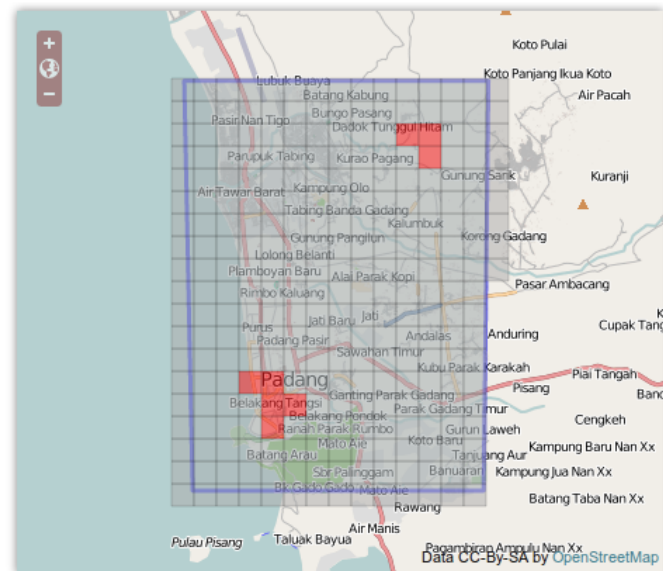 Koto Pulai
Koto Panjang Ikua Koto
Lubuk Buaya
Batang Kabung
Air Pacah
Bungo Pasang
Pasir Nan Tigo
Dadok Tunggul Hitam
Parupuk Tabing
Kurao Pagang
Gunung Sarik
Kuranji
Air Tawar Barat
Kampung Olo
Tabing Banda Gadang
Kalumbuk
Gunung Pangilun
Korong Gadang
Lolong Belanti
Plamboyan Baru
Alai Parak Kopi
Pasar Ambacang
Rimbo Kaluang
Jati Baru
Jati
Purus
Cupak Tang
Padang Pasir
Andalas
Anduring
Sawahan Timur
Kubu Parak Karakah
Piai Tangah
Padang
Pisang
Banc
Ganting Parak Gadang
Belakang Tangsi
Parak Gadang Timur
Belakang Pondok
Cengkeh
Ranah Parak Rumbo
Gurun Laweh
Mato Aie
Koto Baru
Kampung Baru Nan Xx
Batang Arau
Tanjuang Aur
Sbr Palinggam
Banuaran
Kampung Jua Nan Xx
Bk Gado Gado
Mato Aie
Batang Taba Nan Xx
Rawang
Air Manis
Pulau Pisang
Taluak Bayua
Pagambiran Ampulu Nan Xx
Data CC-By-SA by OpenStreetMap